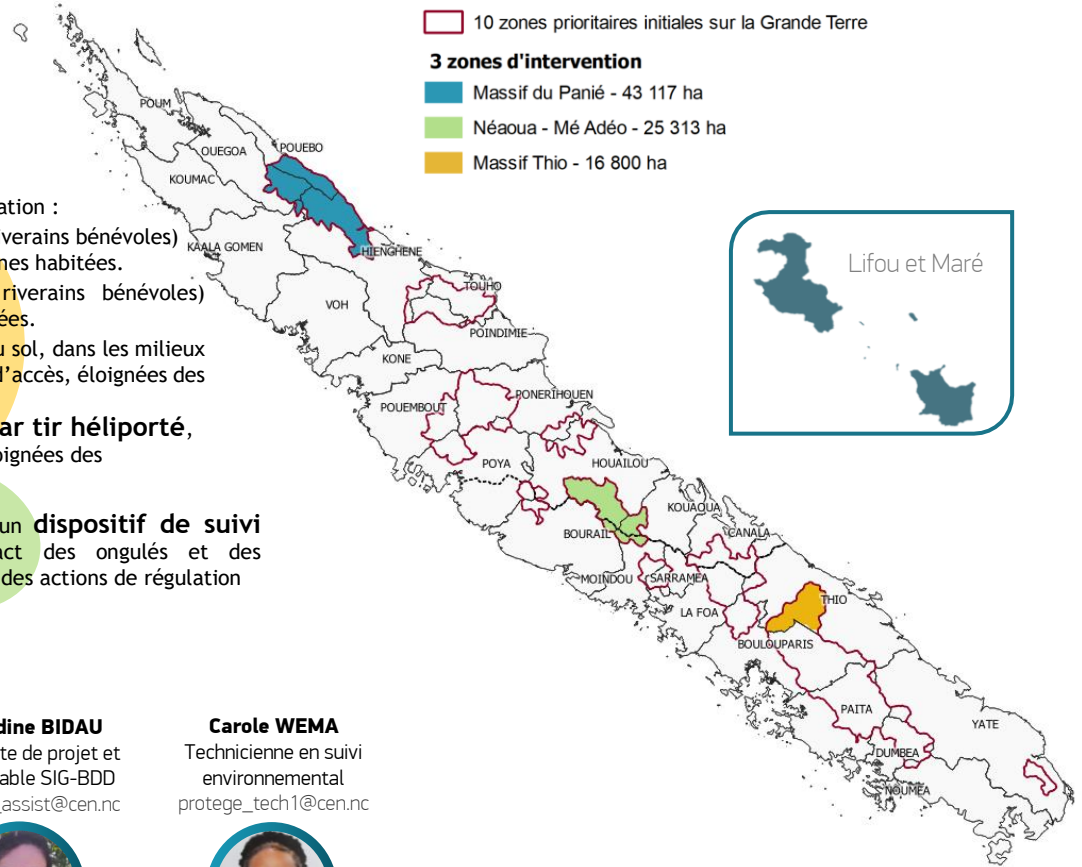 10 zones prioritaires initiales sur la Grande Terre
3 zones d'intervention
Massif du Panié - 43 117 ha
Néaoua - Mé Adéo - 25 313 ha
Massif Thio - 16 800 ha
POUM
OUEGOA
POUEBO
KOUMAC
KAALA GOMEN
HIENGHENE
VOH
TOUHO
POINDIMIE
KONE
POUEMBOUT
PONERIHOUEN
POYA
HOUAILOU
KOUAOUA
BOURAIL
CANALA
MOINDOU
SARRAMEA
LA FOA
THIO
BOULOUPARIS
PAITA
YATE
DUMBEA
NOUMEA
Lifou et Maré
ation :
iverains bénévoles)
nes habitées.
riverains bénévoles)
ées.
u sol, dans les milieux
d'accès, éloignées des
ar tir héliporté,
oignées des
un dispositif de suivi
act des ongulés et des
des actions de régulation
dine BIDAU
te de projet et
able SIG-BDD
_assist@cen.nc
Carole WEMA
Technicienne en suivi
environnemental
protege_tech1@cen.nc